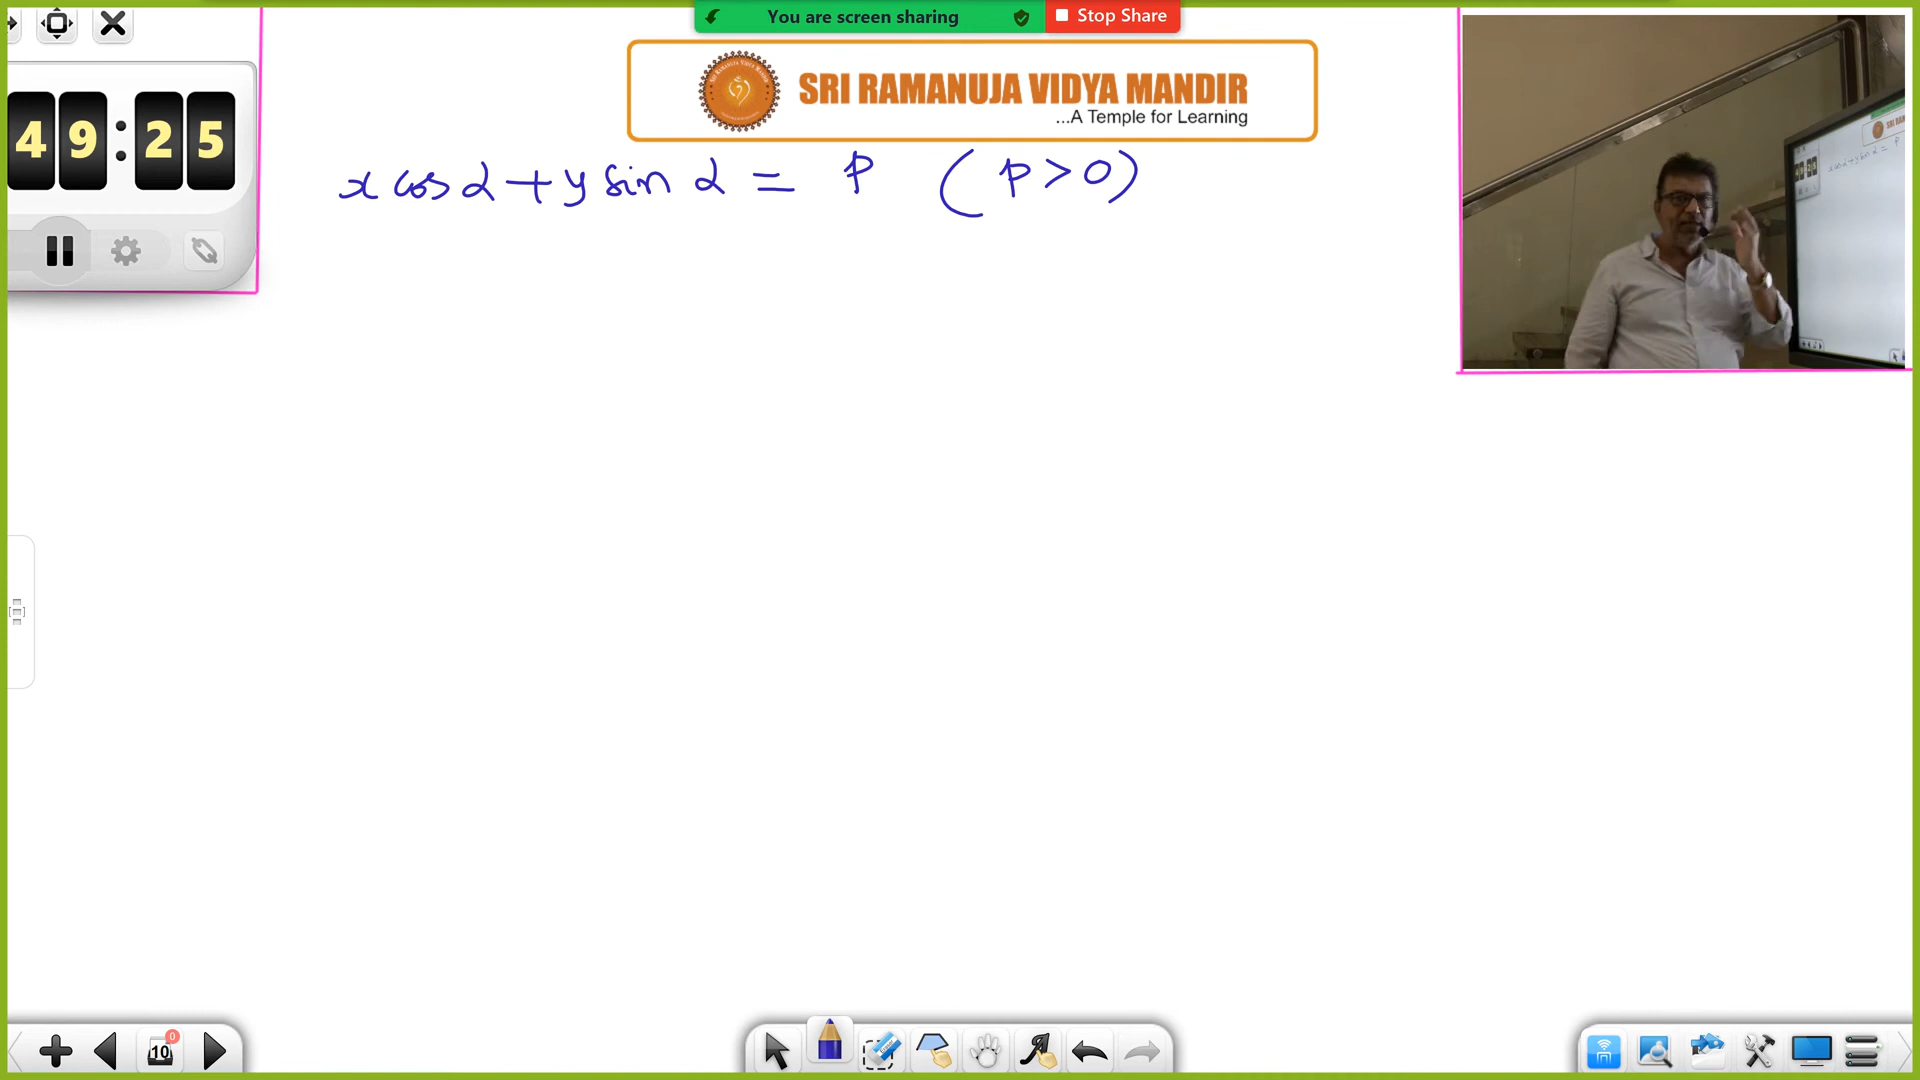 You are screen sharing Stop Share
SRI RAMANUJA VIDYA MANDIR
...A Temple for Learning
49:25
x cos α + y sin α = p (p > 0)
10
0